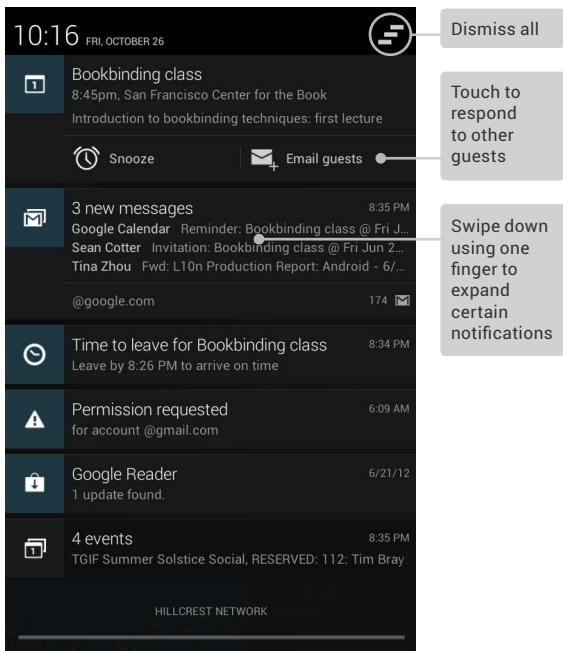 10:16 FRI, OCTOBER 26
Dismiss all
1
Bookbinding class
8:45pm, San Francisco Center for the Book
Introduction to bookbinding techniques: first lecture
Snooze
Email guests
Touch to
respond
to other
guests
3 new messages 8:35 PM
Google Calendar Reminder: Bookbinding class @ Fri J...
Sean Cotter Invitation: Bookbinding class @ Fri Jun 2...
Tina Zhou Fwd: L10n Production Report: Android - 6/...
@google.com 174
Swipe down
using one
finger to
expand
certain
notifications
Time to leave for Bookbinding class 8:34 PM
Leave by 8:26 PM to arrive on time
Permission requested 6:09 AM
for account @gmail.com
Google Reader 6/21/12
1 update found.
1
4 events 8:35 PM
TGIF Summer Solstice Social, RESERVED: 112: Tim Bray
HILLCREST NETWORK